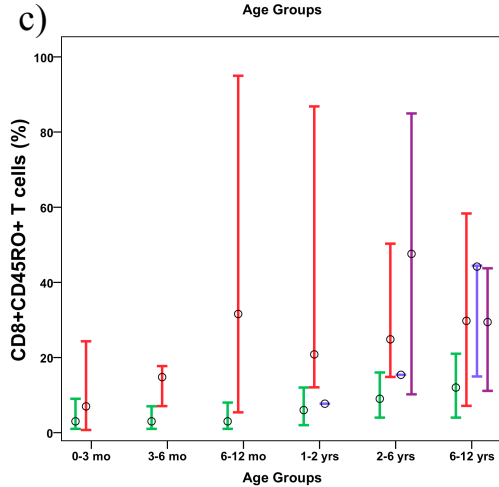 Age Groups
c)
CD8+CD45RO+ T cells (%)
100
80
60
40
20
0
0-3 mo 3-6 mo 6-12 mo 1-2 yrs 2-6 yrs 6-12 yrs
Age Groups